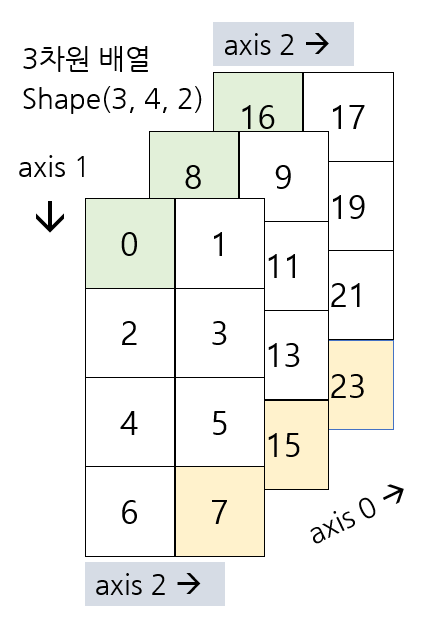 axis 2 →
3차원 배열
Shape(3, 4, 2)
16 17
axis 1
↓
8 9
19
0 1
11
21
2 3
13
23
4 5
15
6 7
axis 0 →
axis 2 →